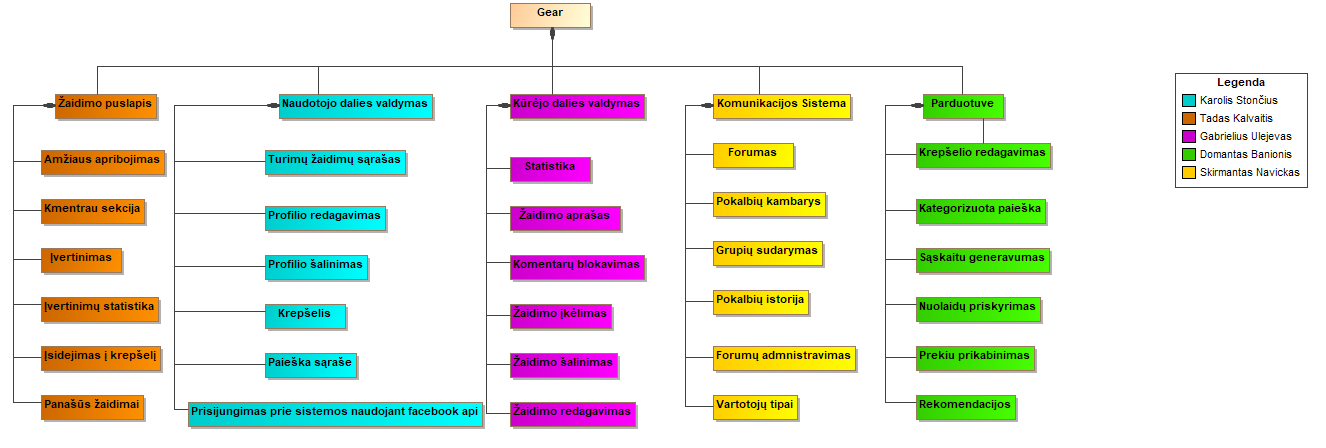 Gear
Žaidimo puslapis
Amžiaus apribojimas
Kmentrau sekcija
Įvertinimas
Įvertinimų statistika
Įsidejimas į krepšelį
Panašūs žaidimai
Naudotojo dalies valdymas
Turimų žaidimų sąrašas
Profilio redagavimas
Profilio šalinimas
Krepšelis
Paieška sąraše
Prisijungimas prie sistemos naudojant facebook api
Kūrėjo dalies valdymas
Statistika
Žaidimo aprašas
Komentarų blokavimas
Žaidimo įkėlimas
Žaidimo šalinimas
Žaidimo redagavimas
Komunikacijos Sistema
Forumas
Pokalbių kambarys
Grupių sudarymas
Pokalbių istorija
Forumų admnistravimas
Vartotojų tipai
Parduotuve
Krepšelio redagavimas
Kategorizuota paieška
Sąskaitu generavumas
Nuolaidų priskyrimas
Prekiu prikabinimas
Rekomendacijos
Legenda
Karolis Stončius
Tadas Kalvaitis
Gabrielius Ulejevas
Domantas Banionis
Skirmantas Navickas